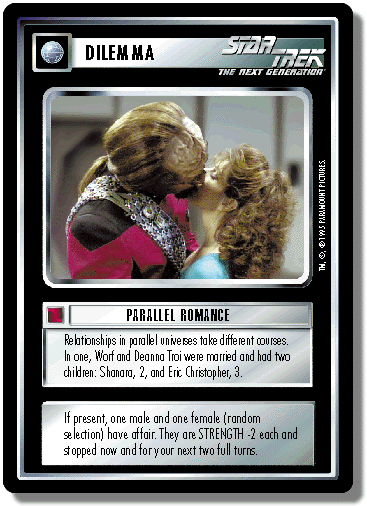 DILEMMA
STAR TREK
THE NEXT GENERATION
TM, ®, ©1995 PARAMOUNT PICTURES.
PARALLEL ROMANCE
Relationships in parallel universes take different courses.
In one, Worf and Deanna Troi were married and had two
children: Shanara, 2, and Eric Christopher, 3.
If present, one male and one female (random
selection) have affair. They are STRENGTH -2 each and
stopped now and for your next two full turns.